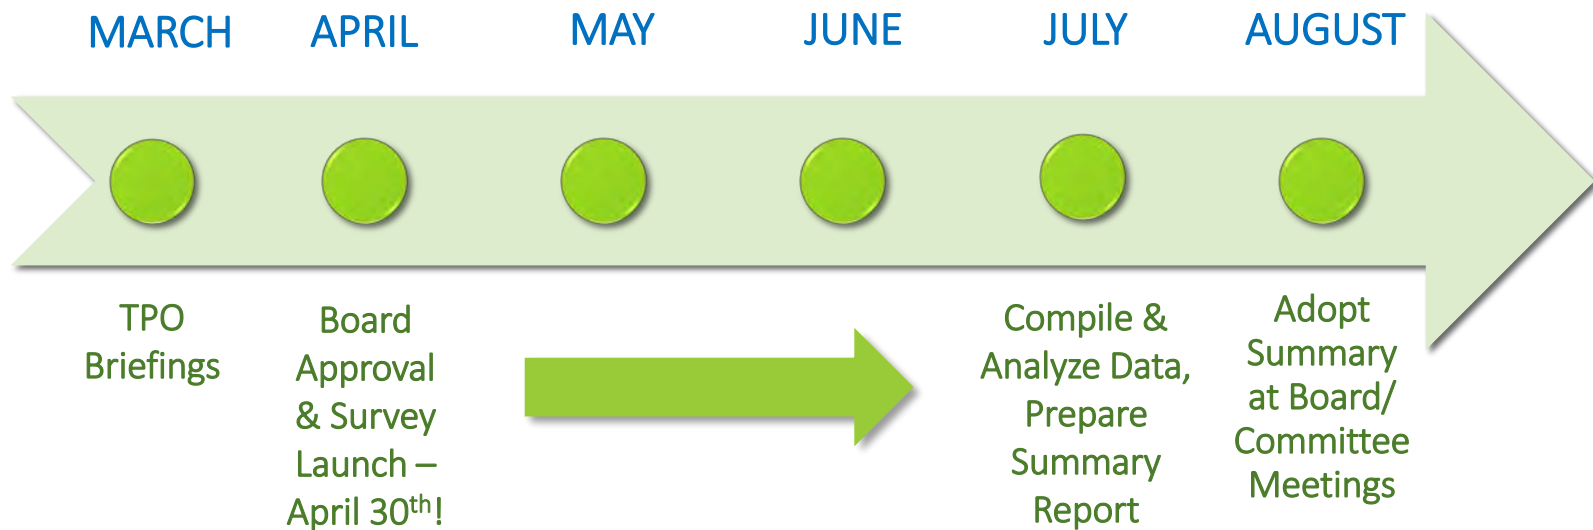 MARCH APRIL MAY JUNE JULY AUGUST
TPO
Briefings
Board
Approval
& Survey
Launch –
April 30th!
Compile &
Analyze Data,
Prepare
Summary
Report
Adopt
Summary
at Board/
Committee
Meetings